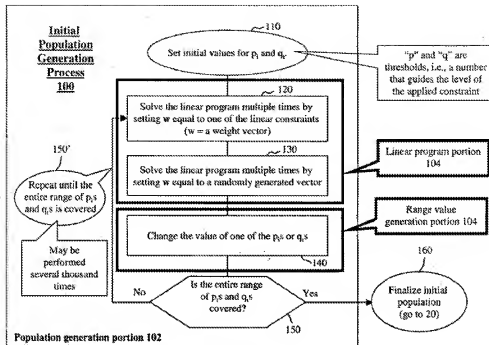 Initial
Population
Generation
Process
100
110
Set initial values for pᵢ and qᵢ.
"p" and "q" are
thresholds, i.e., a number
that guides the level of
the applied constraint
120
Solve the linear program multiple times by
setting w equal to one of the linear constraints
(w = a weight vector)
130
Solve the linear program multiple times by
setting w equal to a randomly generated vector
Linear program portion
104
150'
Repeat until the
entire range of pᵢs
and qᵢs is covered
May be
performed
several thousand
times
Change the value of one of the pᵢs or qᵢs
140
Range value
generation portion 104
No
Is the entire range
of pᵢs and qᵢs
covered?
Yes
150
160
Finalize initial
population
(go to 20)
Population generation portion 102